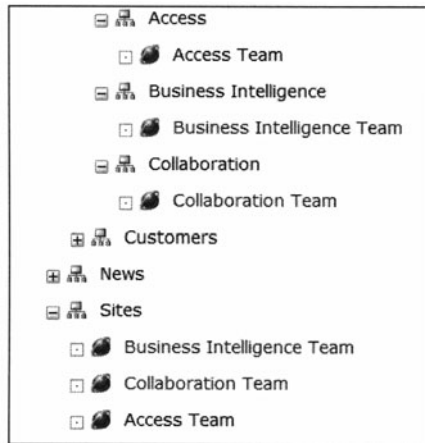 Access
Access Team
Business Intelligence
Business Intelligence Team
Collaboration
Collaboration Team
Customers
News
Sites
Business Intelligence Team
Collaboration Team
Access Team